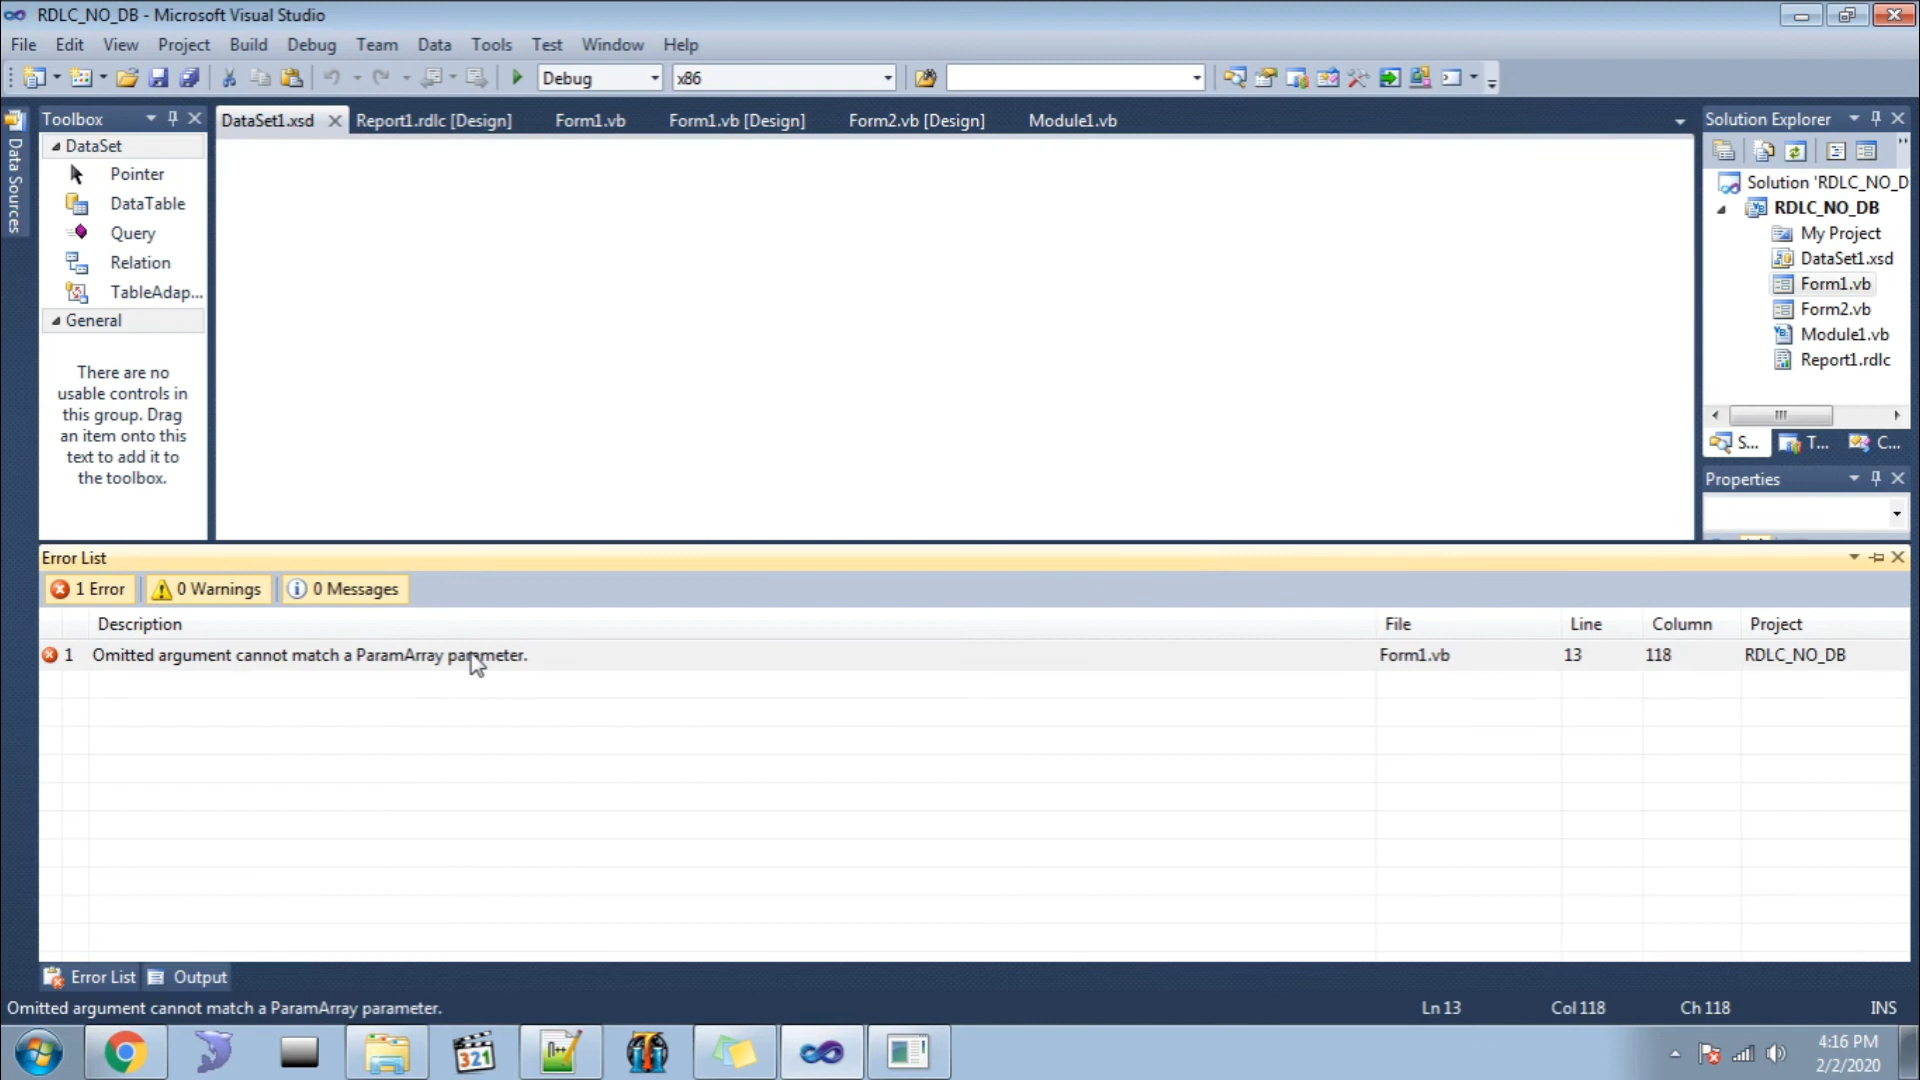 RDLC_NO_DB - Microsoft Visual Studio
File Edit View Project Build Debug Team Data Tools Test Window Help
Debug x86
Data Sources
Toolbox
DataSet
Pointer
DataTable
Query
Relation
TableAdap...
General
There are no
usable controls in
this group. Drag
an item onto this
text to add it to
the toolbox.
DataSet1.xsd Report1.rdlc [Design] Form1.vb Form1.vb [Design] Form2.vb [Design] Module1.vb
Solution Explorer
Solution 'RDLC_NO_D
RDLC_NO_DB
My Project
DataSet1.xsd
Form1.vb
Form2.vb
Module1.vb
Report1.rdlc
S... T... C...
Properties
Error List
1 Error 0 Warnings 0 Messages
Description File Line Column Project
1 Omitted argument cannot match a ParamArray parameter. Form1.vb 13 118 RDLC_NO_DB
Error List Output
Omitted argument cannot match a ParamArray parameter. Ln 13 Col 118 Ch 118 INS
321
n++
4:16 PM
2/2/2020